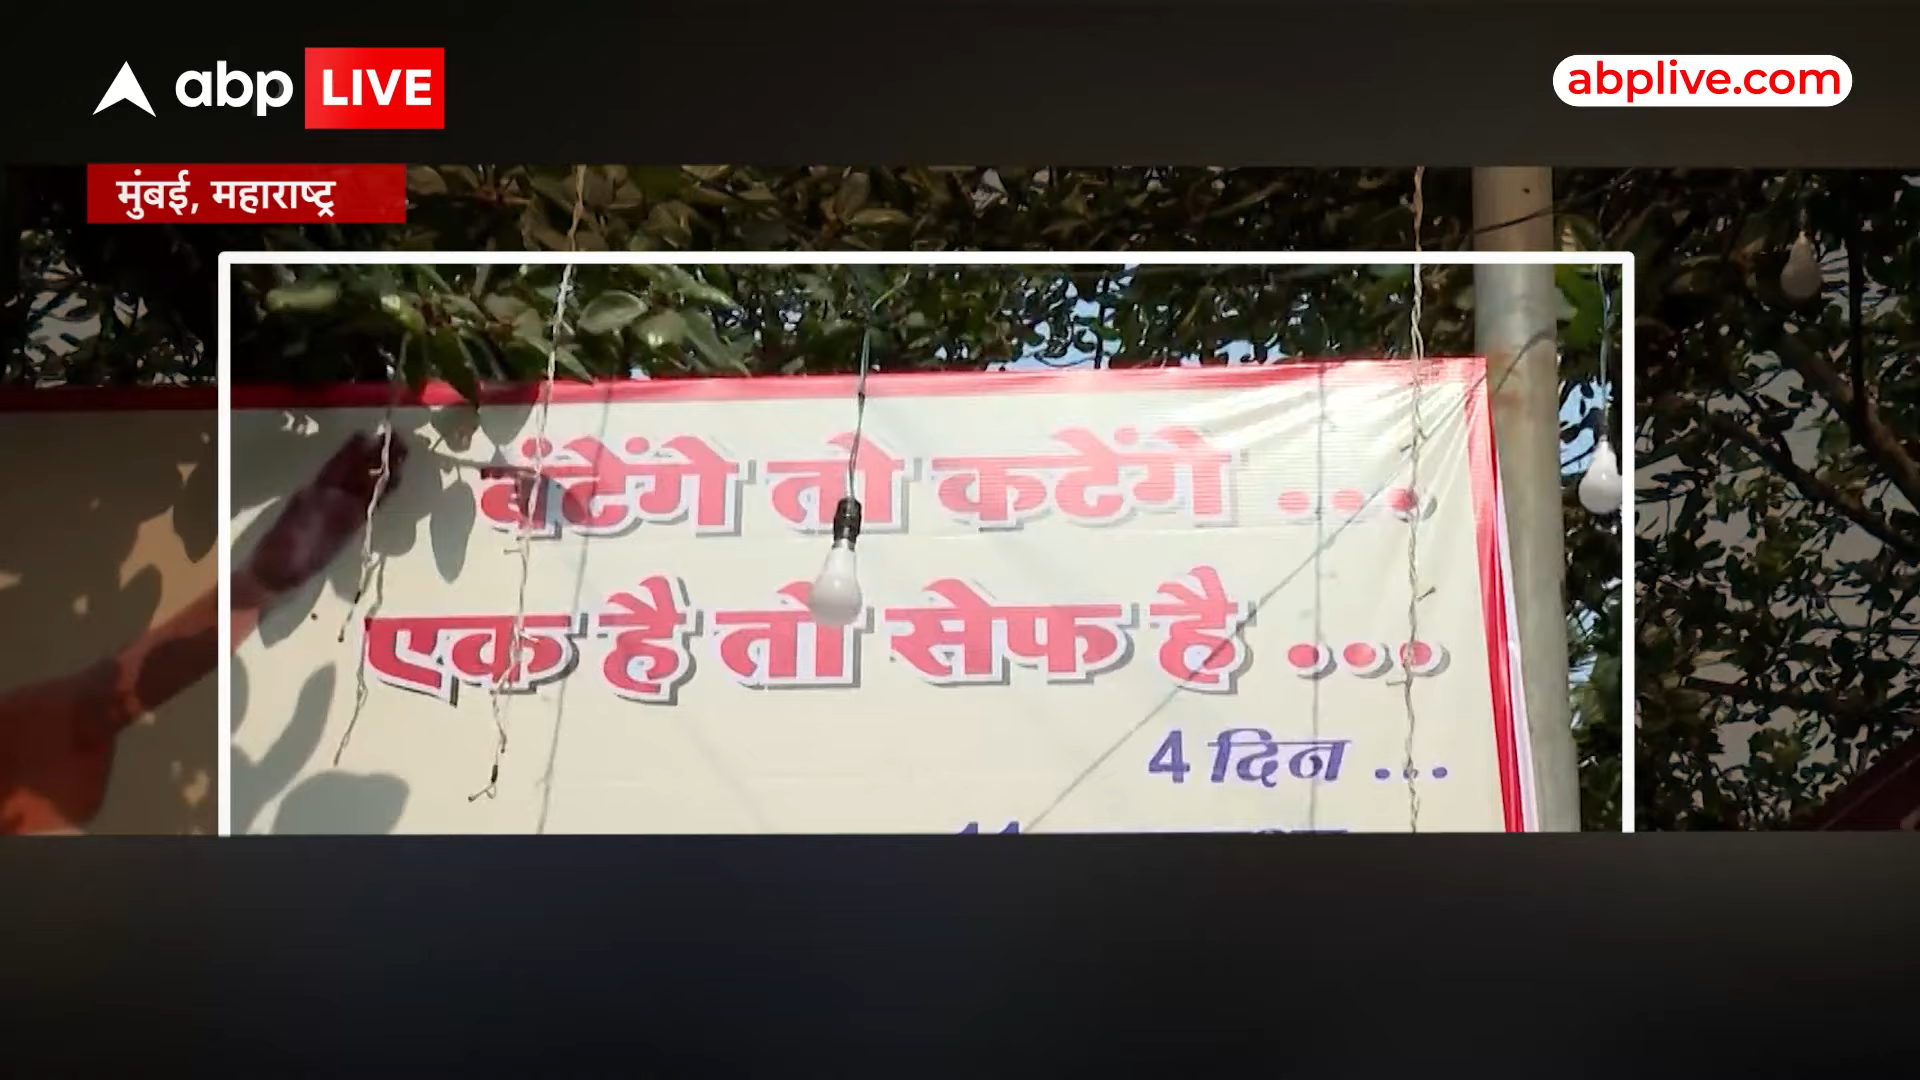 abp LIVE
abplive.com
मुंबई, महाराष्ट्र
बंटेंगे तो कटेंगे ...
एक है तो सेफ है ...
4 दिन ...